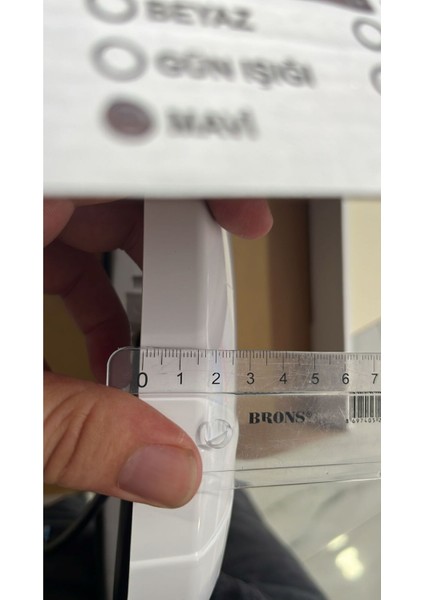 BEYAZ
GÜN IŞIĞI
MAVİ
0 1 2 3 4 5 6 7
BRONS